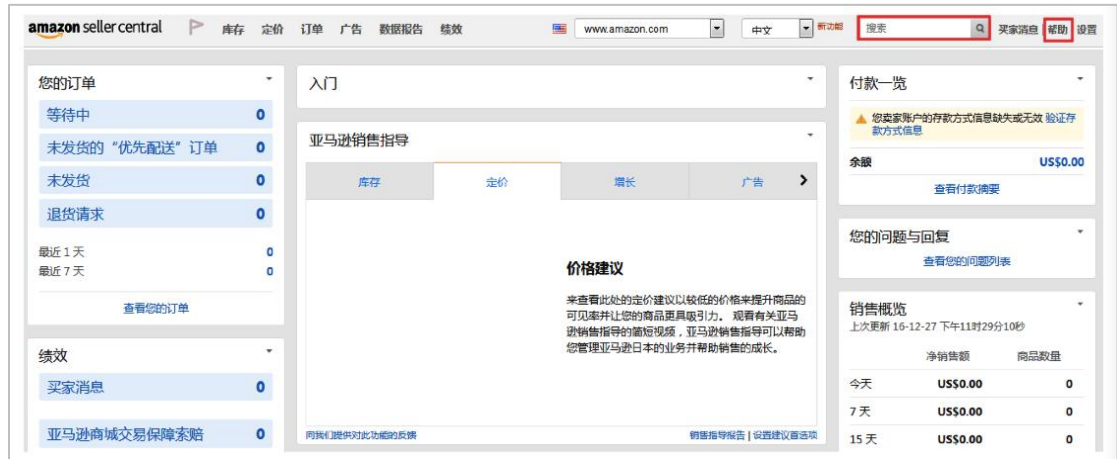 amazon seller central 库存 定价 订单 广告 数据报告 绩效 www.amazon.com 中文 新功能 搜索 买家消息 帮助 设置
您的订单
等待中 0
未发货的“优先配送”订单 0
未发货 0
退货请求 0
最近 1 天 0
最近 7 天 0
查看您的订单
绩效
买家消息 0
亚马逊商城交易保障索赔 0
入门
亚马逊销售指导
库存 定价 增长 广告
价格建议
来查看此处的定价建议以较低的价格来提升商品的
可见率并让您的商品更具吸引力。 观看有关亚马
逊销售指导的简短视频，亚马逊销售指导可以帮助
您管理亚马逊日本的业务并帮助销售的成长。
向我们提供对此功能的反馈 销售指导报告 | 设置建议首选项
付款一览
您卖家账户的存款方式信息缺失或无效 验证存
款方式信息
余额 US$0.00
查看付款摘要
您的问题与回复
查看您的问题列表
销售概览
上次更新 16-12-27 下午11时29分10秒
净销售额 商品数量
今天 US$0.00 0
7 天 US$0.00 0
15 天 US$0.00 0